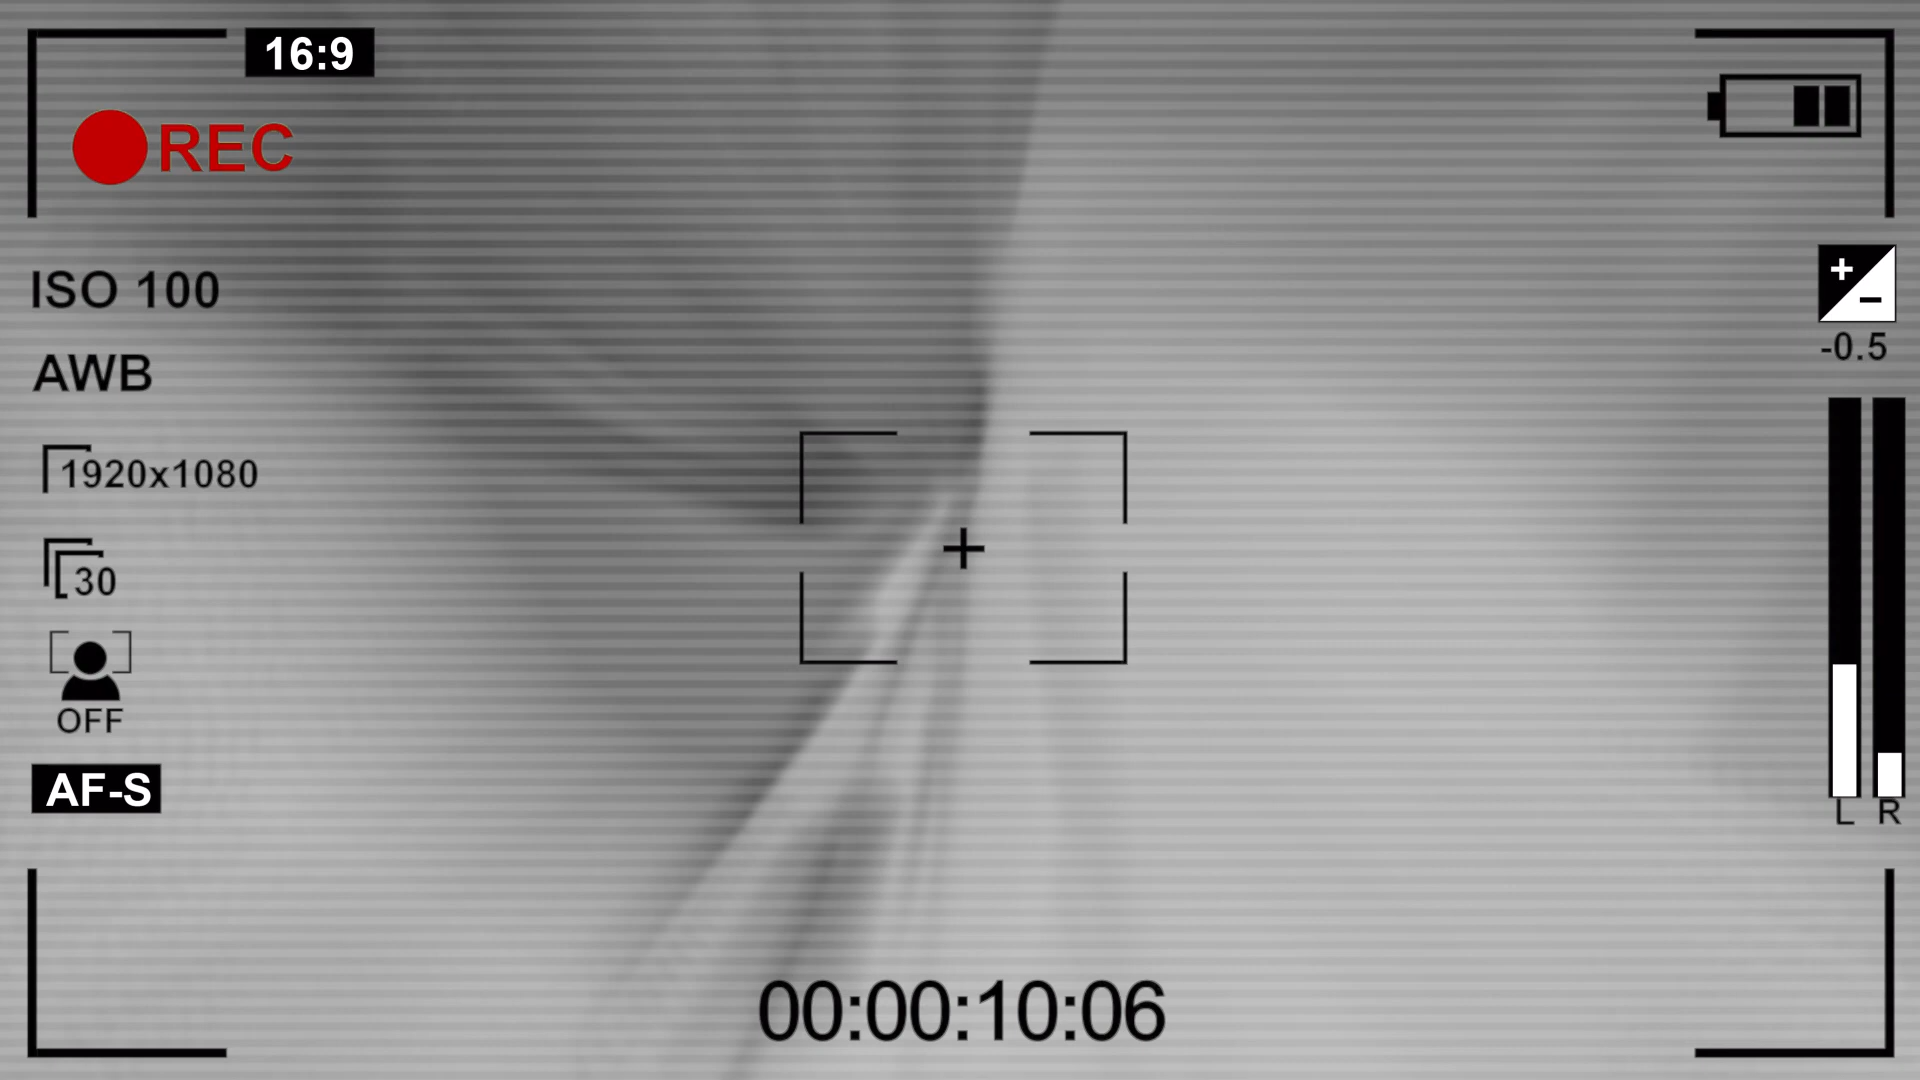 16:9
REC
ISO 100
AWB
1920x1080
30
OFF
AF-S
+
-
-0.5
L R
00:00:10:06